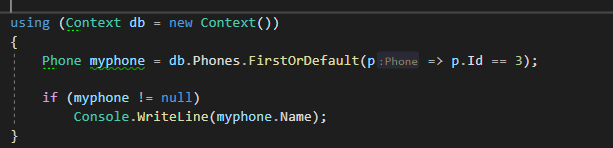 using (Context db = new Context())
{
    Phone myphone = db.Phones.FirstOrDefault(p :Phone => p.Id == 3);
    if (myphone != null)
        Console.WriteLine(myphone.Name);
}